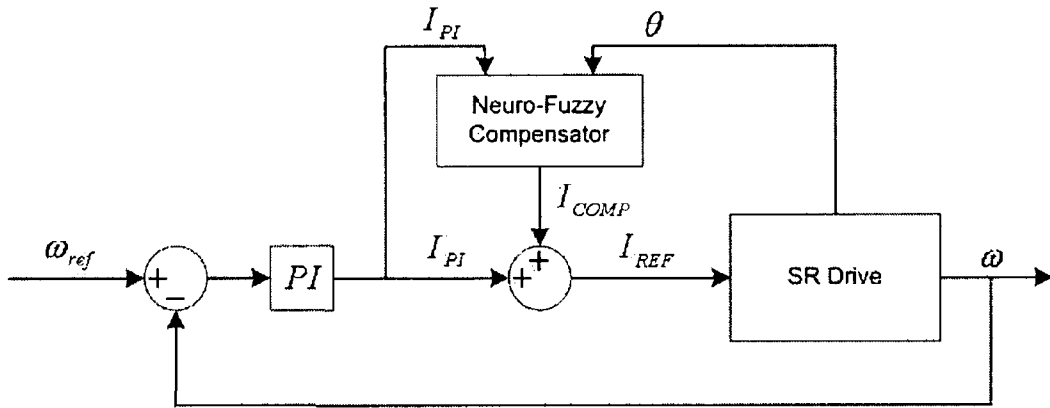 I_PI
θ
Neuro-Fuzzy
Compensator
I_COMP
ω_ref
+
−
PI
I_PI
+
+
I_REF
SR Drive
ω